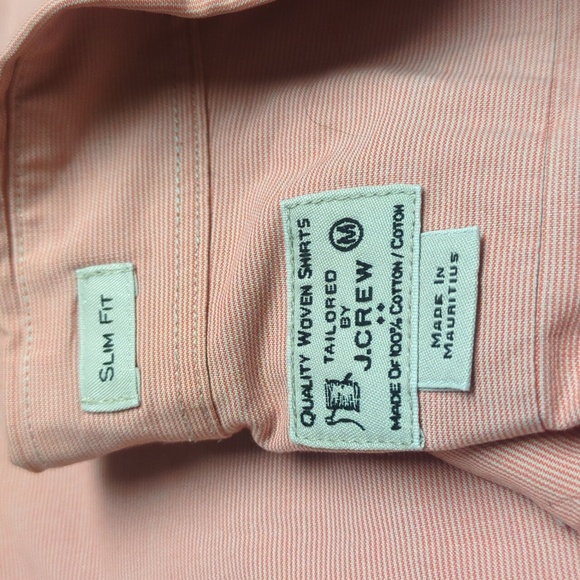 SLIM FIT
QUALITY WOVEN SHIRTS
TAILORED
BY
J.CREW
M
MADE OF 100% COTTON / COTON
MADE IN
MAURITIUS